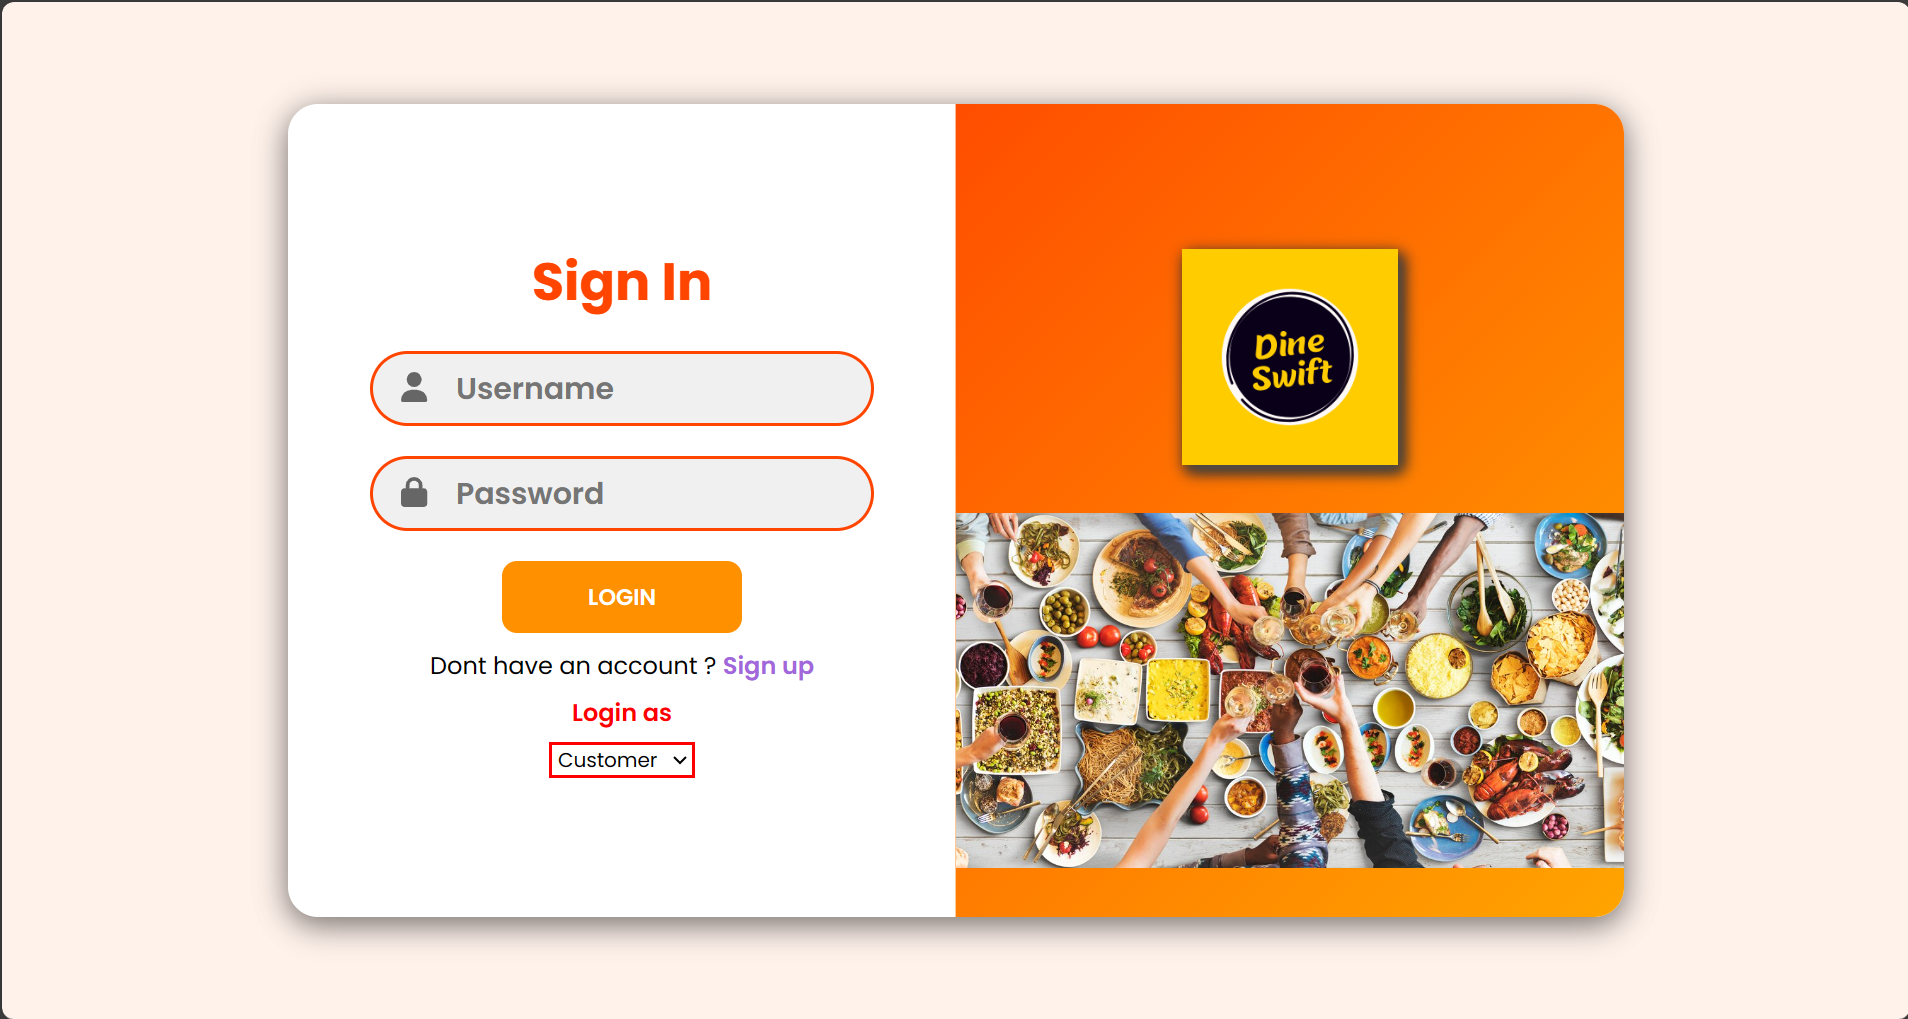 Sign In
Username
Password
LOGIN
Dont have an account ? Sign up
Login as
Customer
Dine
Swift